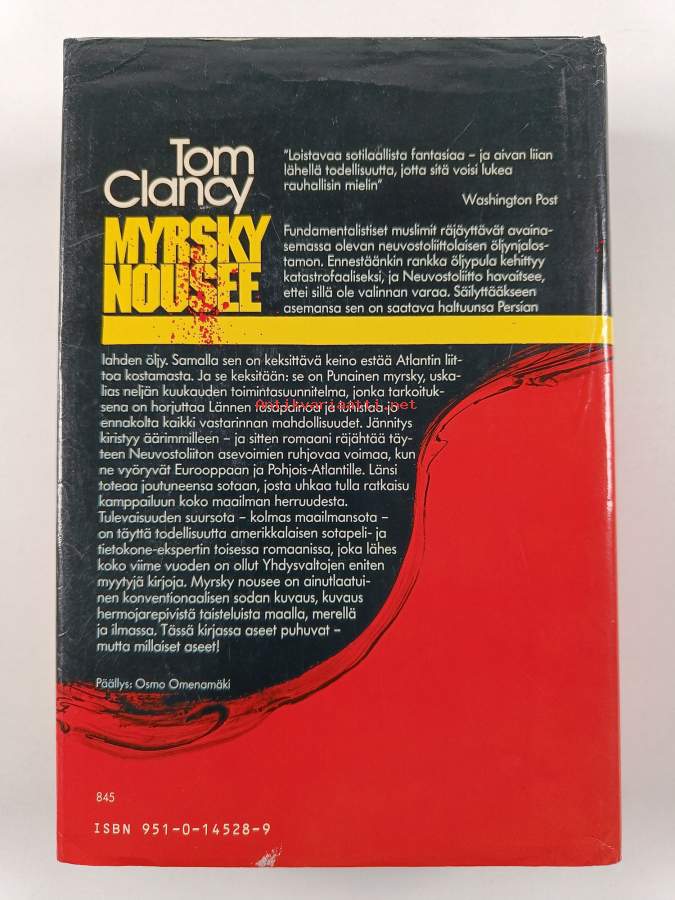 Tom
Clancy
MYRSKY
NOUSEE
"Loistavaa sotilaallista fantasiaa – ja aivan liian
lähellä todellisuutta, jotta sitä voisi lukea
rauhallisin mielin"
Washington Post
Fundamentalistiset muslimit räjäyttävät avaina-
semassa olevan neuvostoliittolaisen öljynjalos-
tamon. Ennestäänkin rankka öljypula kehittyy
katastrofaaliseksi, ja Neuvostoliitto havaitsee,
ettei sillä ole valinnan varaa. Säilyttääkseen
asemansa sen on saatava haltuunsa Persian
lahden öljy. Samalla sen on keksittävä keino estää Atlantin liit-
toa kostamasta. Ja se keksitään: se on Punainen myrsky, uska-
lias neljän kuukauden toimintasuunnitelma, jonka tarkoituk-
sena on horjuttaa Lännen tasapainoa ja tuhistaa jo
Antikvariaatti.net
ennakolta kaikki vastarinnan mahdollisuudet. Jännitys
kiristyy äärimmilleen – ja sitten romaani räjähtää täy-
teen Neuvostoliiton asevoimien ruhjovaa voimaa, kun
ne vyöryvät Eurooppaan ja Pohjois-Atlantille. Länsi
toteaa joutuneensa sotaan, josta uhkaa tulla ratkaisu
kamppailuun koko maailman herruudesta.
Tulevaisuuden suursota – kolmas maailmansota –
on täyttä todellisuutta amerikkalaisen sotapeli- ja
tietokone-ekspertin toisessa romaanissa, joka lähes
koko viime vuoden on ollut Yhdysvaltojen eniten
myytyjä kirjoja. Myrsky nousee on ainutlaatui-
nen konventionaalisen sodan kuvaus, kuvaus
hermojarepivistä taisteluista maalla, merellä
ja ilmassa. Tässä kirjassa aseet puhuvat –
mutta millaiset aseet!
Päällys: Osmo Omenamäki
845
ISBN 951-0-14528-9